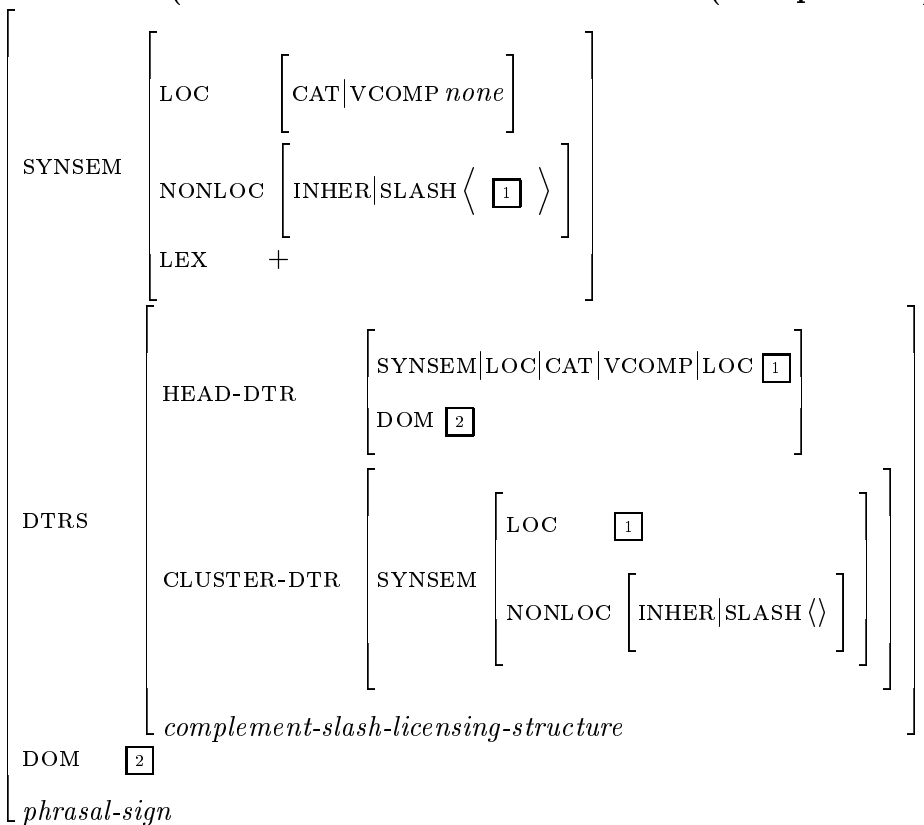 LOC [CAT|VCOMP none]
SYNSEM
NONLOC [INHER|SLASH ⟨ 1 ⟩]
LEX +
SYNSEM|LOC|CAT|VCOMP|LOC 1
HEAD-DTR
DOM 2
DTRS
LOC 1
CLUSTER-DTR SYNSEM
NONLOC [INHER|SLASH ⟨⟩]
complement-slash-licensing-structure
DOM 2
phrasal-sign